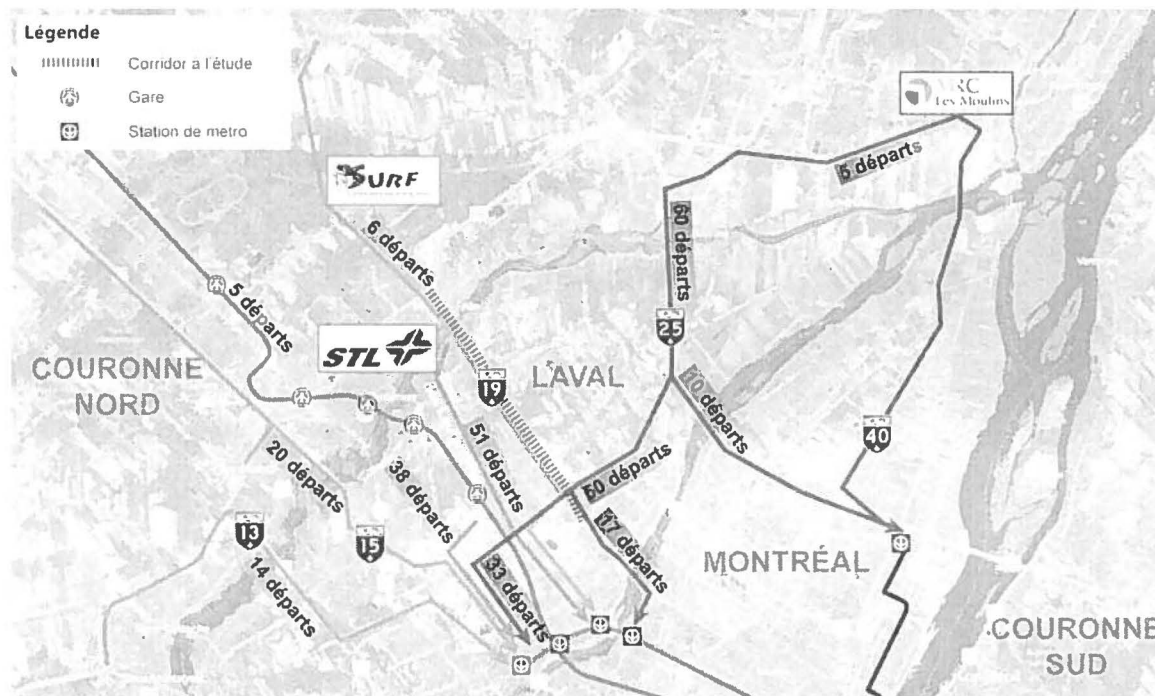 Légende
Corridor a l'étude
Gare
Station de metro
MRC
Les Moulins
SURF
5 départs
60 départs
6 départs
5 départs
STL
25
COURONNE
NORD
19
LAVAL
10 départs
40
51 départs
50 départs
20 départs
38 départs
13
15
17 départs
MONTRÉAL
14 départs
33 départs
COURONNE
SUD